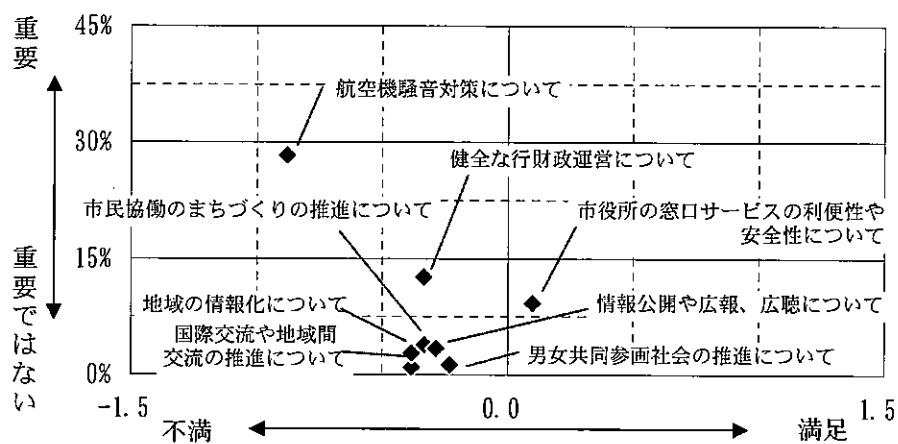 重要
45%
航空機騒音対策について
30%
健全な行財政運営について
市民協働のまちづくりの推進について
市役所の窓口サービスの利便性や
安全性について
15%
重要ではない
地域の情報化について
情報公開や広報、広聴について
国際交流や地域間
交流の推進について
男女共同参画社会の推進について
0%
-1.5
0.0
1.5
不満
満足